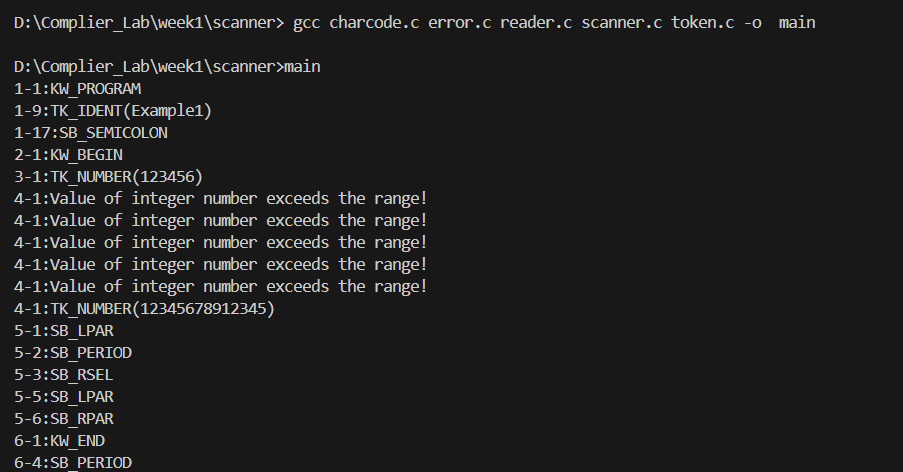 D:\Complier_Lab\week1\scanner> gcc charcode.c error.c reader.c scanner.c token.c -o  main
D:\Complier_Lab\week1\scanner>main
1-1:KW_PROGRAM
1-9:TK_IDENT(Example1)
1-17:SB_SEMICOLON
2-1:KW_BEGIN
3-1:TK_NUMBER(123456)
4-1:Value of integer number exceeds the range!
4-1:Value of integer number exceeds the range!
4-1:Value of integer number exceeds the range!
4-1:Value of integer number exceeds the range!
4-1:Value of integer number exceeds the range!
4-1:TK_NUMBER(12345678912345)
5-1:SB_LPAR
5-2:SB_PERIOD
5-3:SB_RSEL
5-5:SB_LPAR
5-6:SB_RPAR
6-1:KW_END
6-4:SB_PERIOD